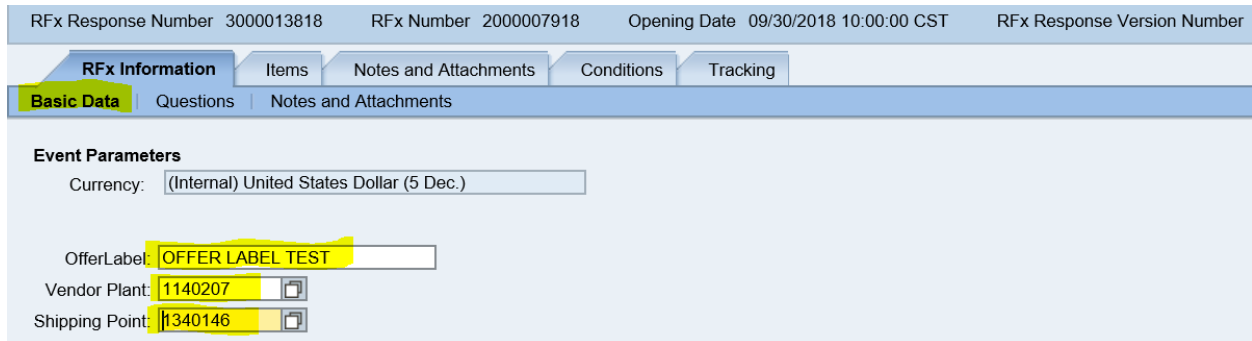 RFx Response Number 3000013818 RFx Number 2000007918 Opening Date 09/30/2018 10:00:00 CST RFx Response Version Number
RFx Information Items Notes and Attachments Conditions Tracking
Basic Data Questions Notes and Attachments
Event Parameters
Currency: (Internal) United States Dollar (5 Dec.)
OfferLabel: OFFER LABEL TEST
Vendor Plant: 1140207
Shipping Point: 1340146